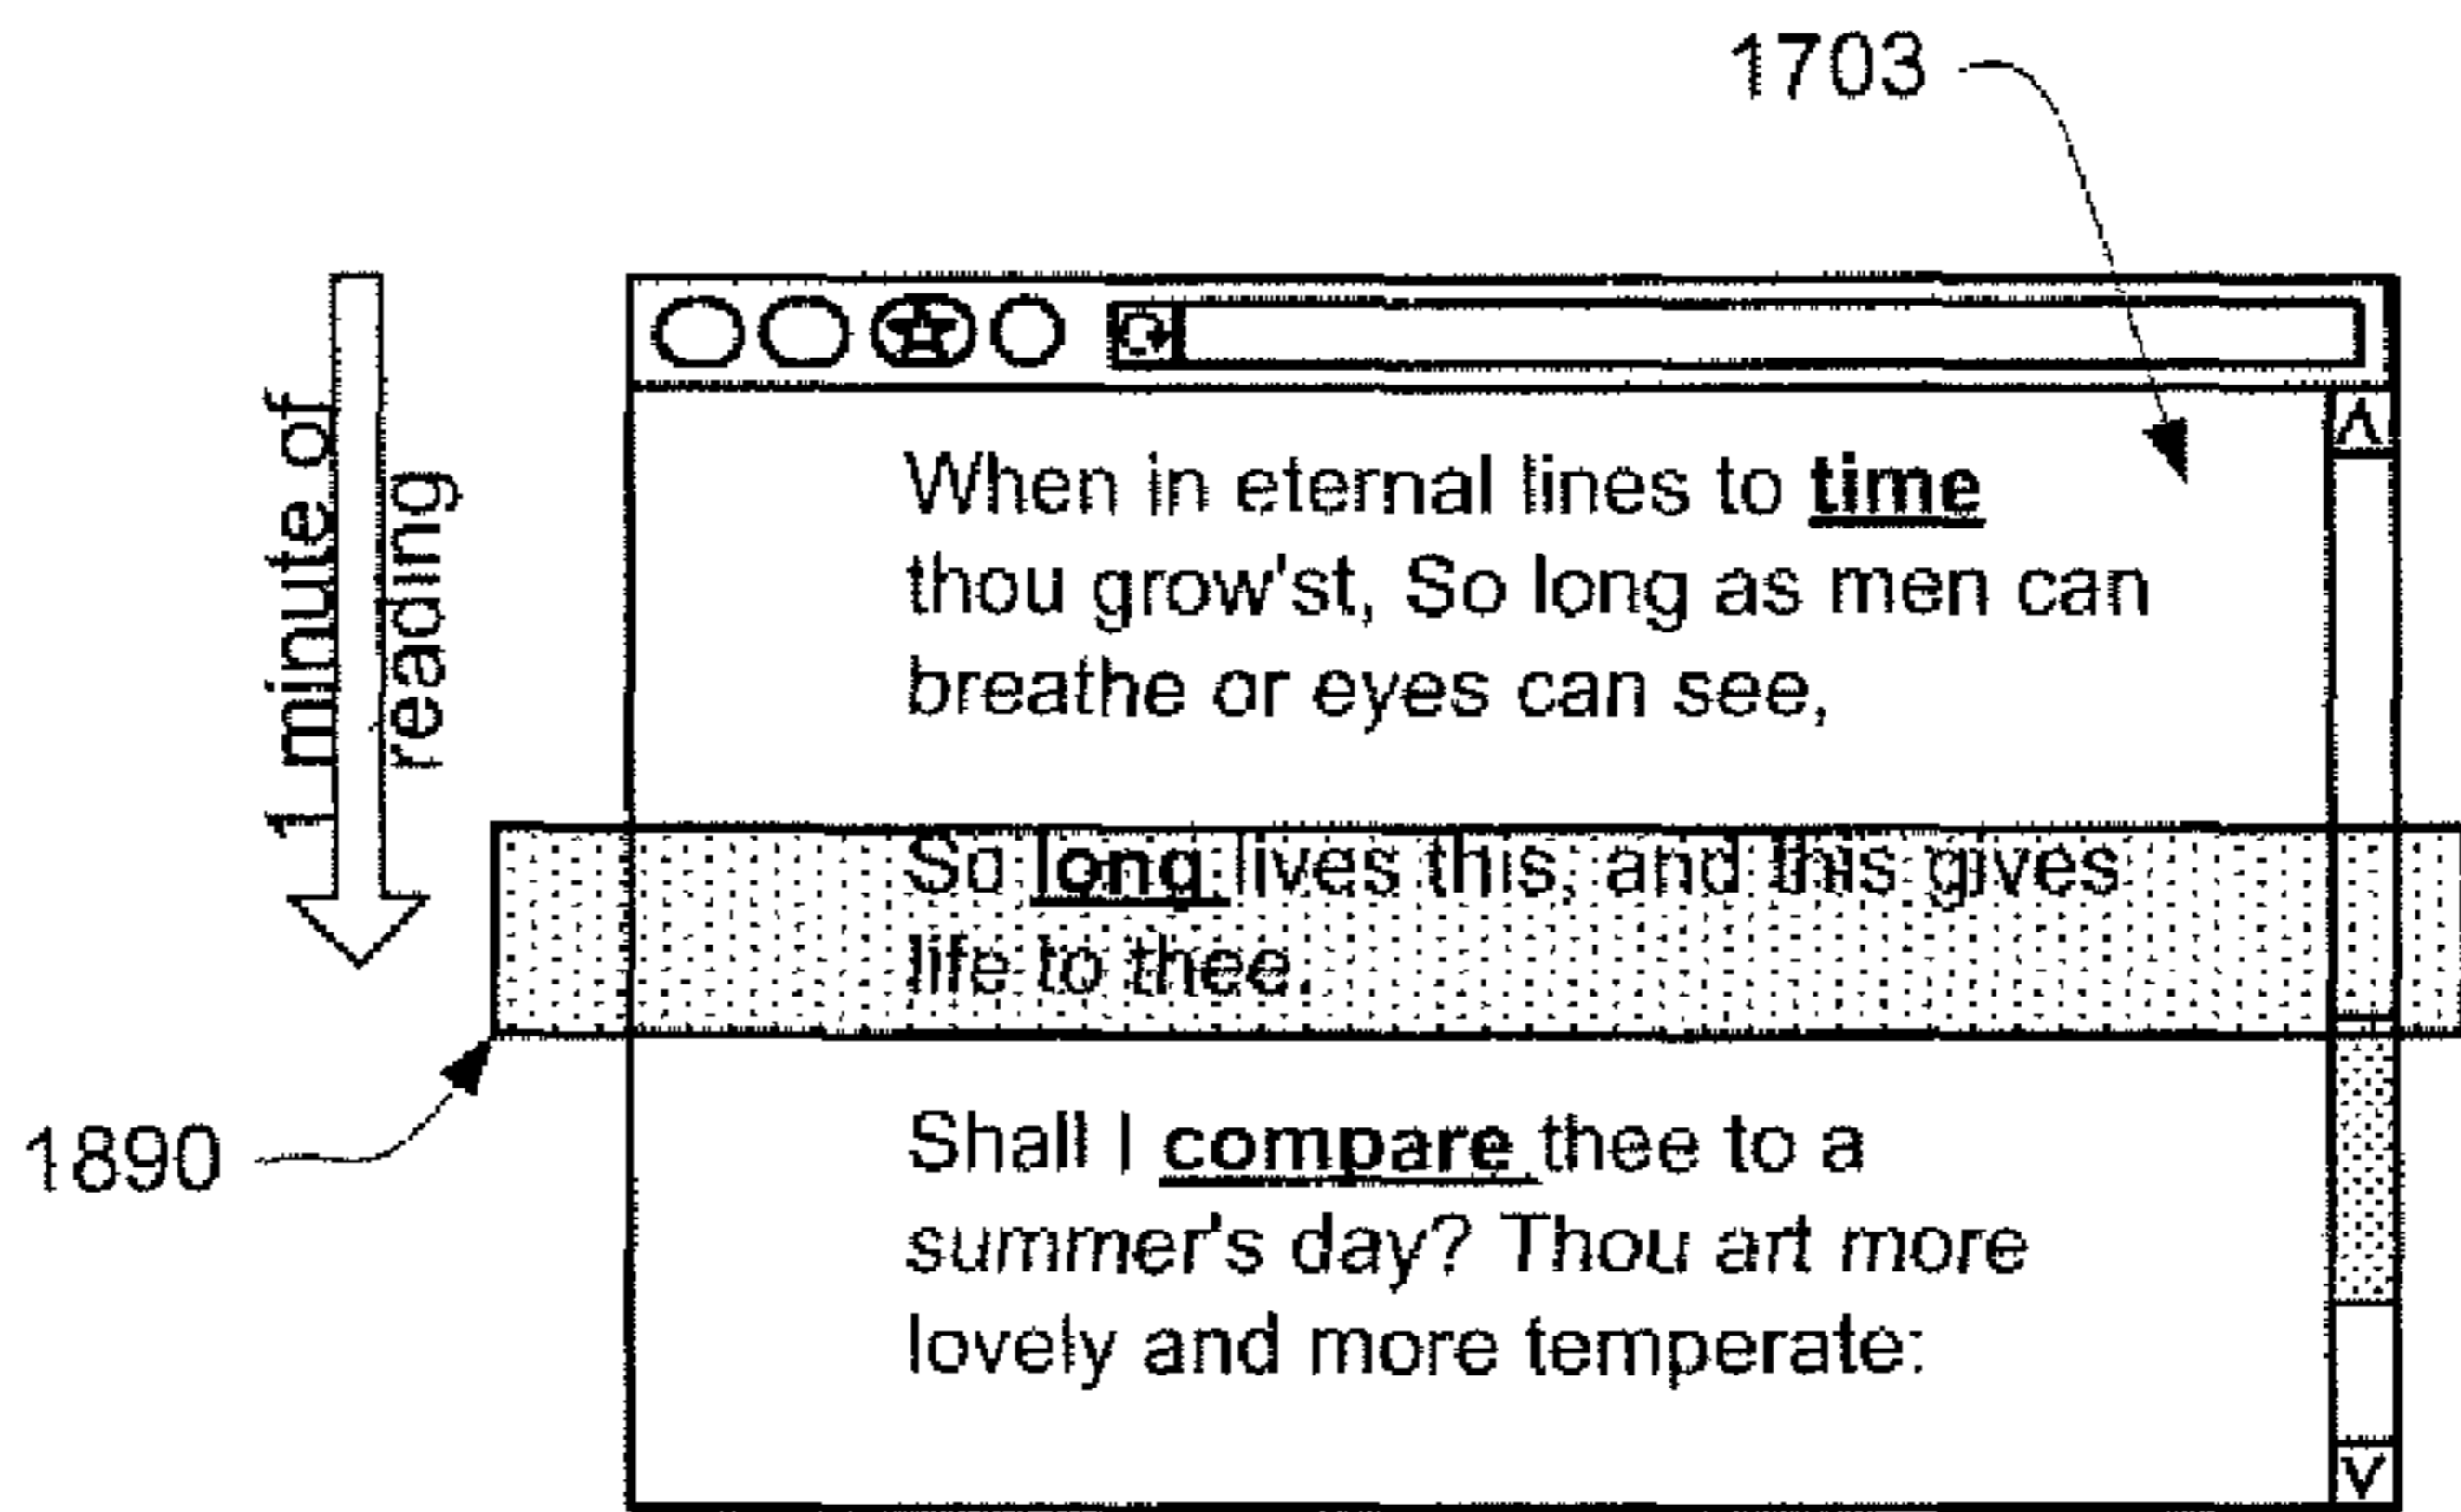 1703
1 minute of
reading
When in eternal lines to time
thou grow'st, So long as men can
breathe or eyes can see,
So long lives this, and this gives
life to thee.
1890
Shall I compare thee to a
summer's day? Thou art more
lovely and more temperate: